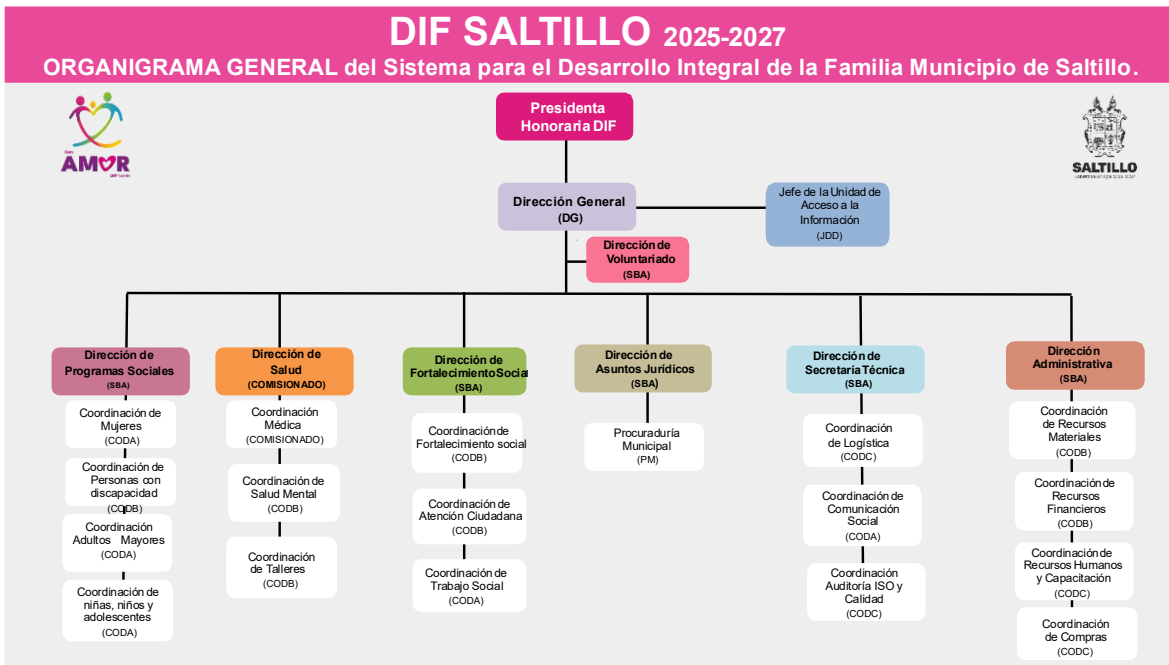 DIF SALTILLO 2025-2027
ORGANIGRAMA GENERAL del Sistema para el Desarrollo Integral de la Familia Municipio de Saltillo.
AMOR
SALTILLO
Presidenta
Honoraria DIF
Dirección General
(DG)
Jefe de la Unidad de
Acceso a la
Información
(JDD)
Dirección de
Voluntariado
(SBA)
Dirección de
Programas Sociales
(SBA)
Coordinación de
Mujeres
(CODA)
Coordinación de
Personas con
discapacidad
(CODB)
Coordinación
Adultos Mayores
(CODA)
Coordinación de
niñas, niños y
adolescentes
(CODA)
Dirección de
Salud
(COMISIONADO)
Coordinación
Médica
(COMISIONADO)
Coordinación de
Salud Mental
(CODB)
Coordinación
de Talleres
(CODB)
Dirección de
Fortalecimiento Social
(SBA)
Coordinación de
Fortalecimiento social
(CODB)
Coordinación de
Atención Ciudadana
(CODB)
Coordinación de
Trabajo Social
(CODA)
Dirección de
Asuntos Jurídicos
(SBA)
Procuraduría
Municipal
(PM)
Dirección de
Secretaría Técnica
(SBA)
Coordinación
de Logística
(CODC)
Coordinación de
Comunicación
Social
(CODA)
Coordinación
Auditoría ISO y
Calidad
(CODC)
Dirección
Administrativa
(SBA)
Coordinación
de Recursos
Materiales
(CODB)
Coordinación de
Recursos
Financieros
(CODB)
Coordinación de
Recursos Humanos
y Capacitación
(CODC)
Coordinación
de Compras
(CODC)